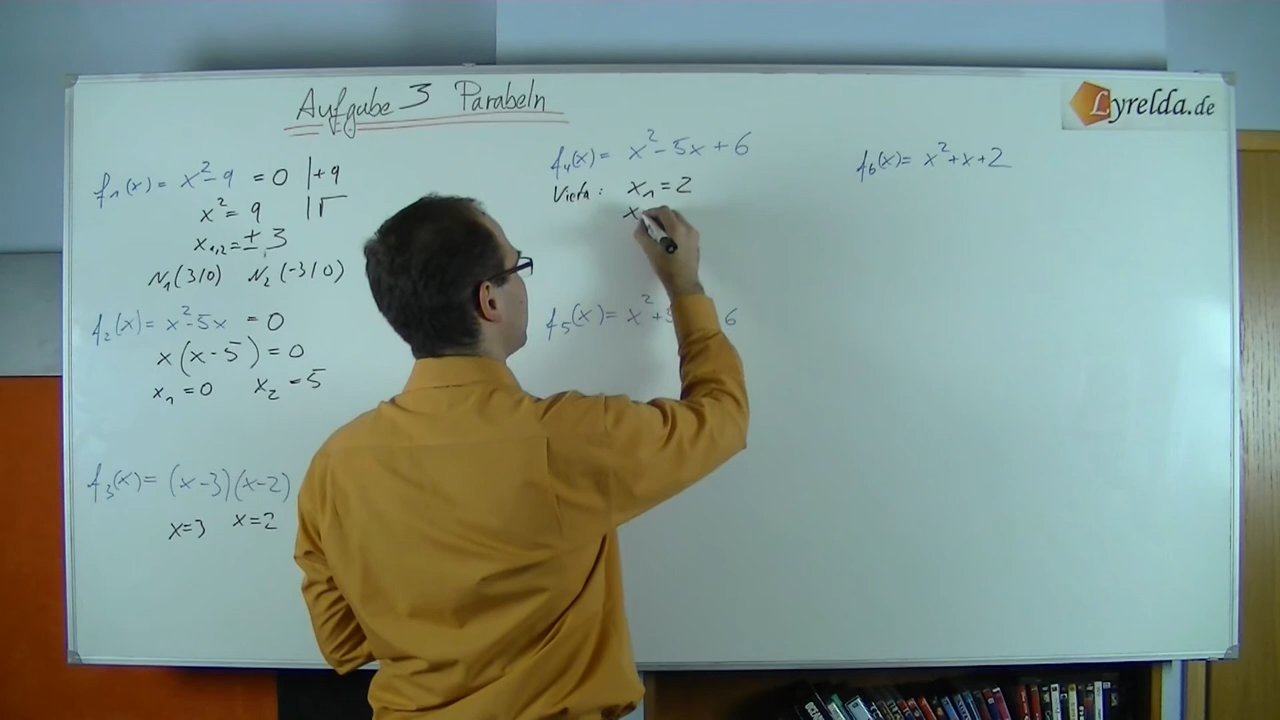 Aufgabe 3 Parabeln
Lyrelda.de
f₁(x) = x² - 9 = 0 | + 9
x² = 9 | √
x₁,₂ = ± 3
N₁(3/0) N₂(-3/0)
f₂(x) = x² - 5x = 0
x(x - 5) = 0
x₁ = 0 x₂ = 5
f₃(x) = (x - 3)(x - 2)
x = 3 x = 2
f₄(x) = x² - 5x + 6
Vieta: x₁ = 2
x
f₅(x) = x² + 6
f₆(x) = x² + x + 2